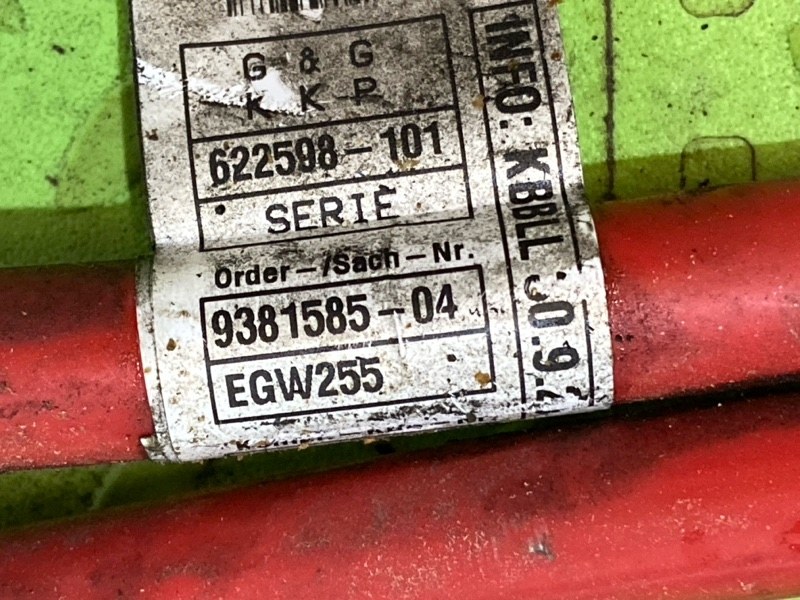 G & G
K K P
622598-101
SERIE
Order-/Sach-Nr.
9381585-04
EGW255
INFO: KBBLL